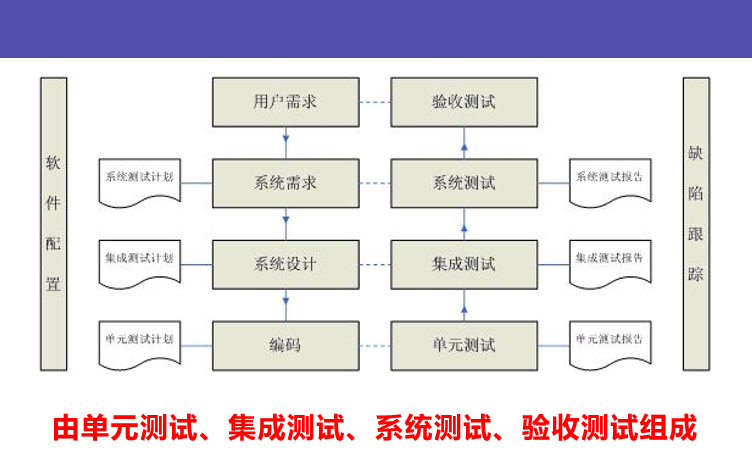 用户需求
验收测试
软件配置
缺陷跟踪
系统测试计划
系统需求
系统测试
系统测试报告
集成测试计划
系统设计
集成测试
集成测试报告
单元测试计划
编码
单元测试
单元测试报告
由单元测试、集成测试、系统测试、验收测试组成